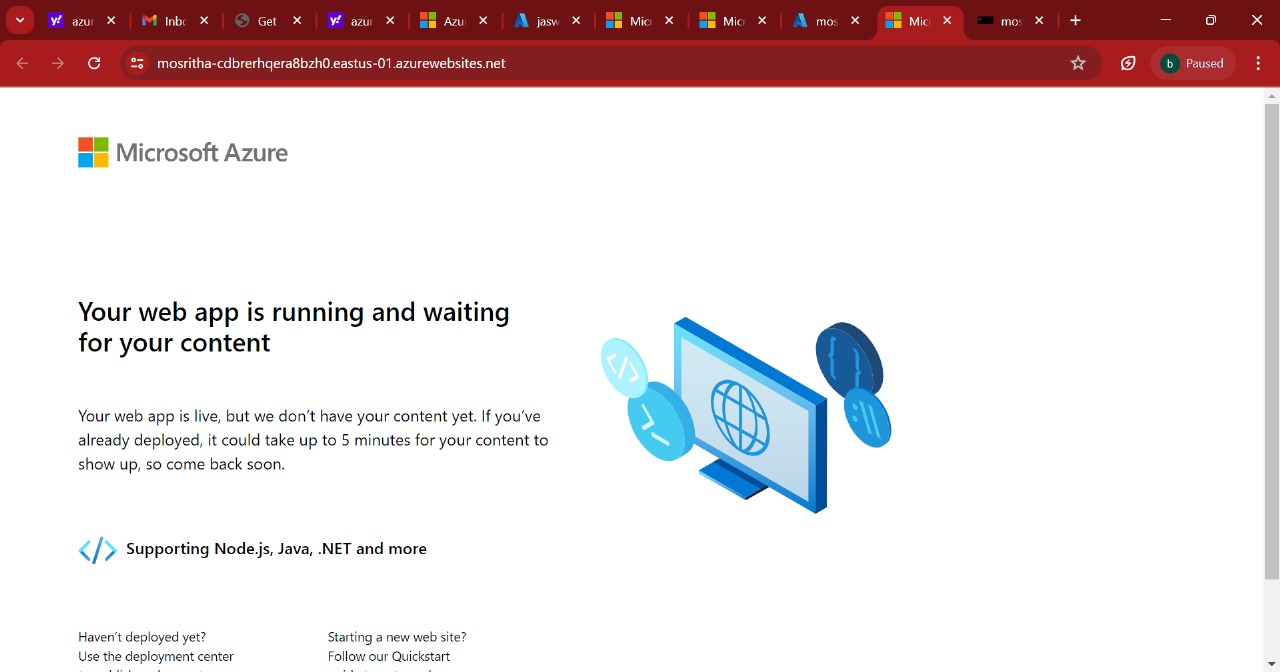 azur
Inb
Get
azur
Azur
jasw
Micr
Micr
mos
Micr
mos
mosritha-cdbrerhqera8bzh0.eastus-01.azurewebsites.net
b Paused
Microsoft Azure
Your web app is running and waiting
for your content
Your web app is live, but we don’t have your content yet. If you’ve
already deployed, it could take up to 5 minutes for your content to
show up, so come back soon.
</> Supporting Node.js, Java, .NET and more
Haven’t deployed yet?
Use the deployment center
Starting a new web site?
Follow our Quickstart